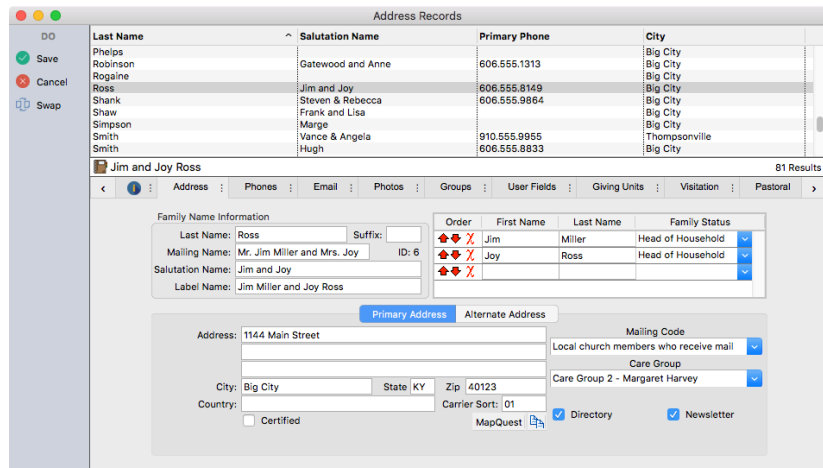 Address Records
DO
Save
Cancel
Swap
Last Name Salutation Name Primary Phone City
Phelps Big City
Robinson Gatewood and Anne 606.555.1313 Big City
Rogaine Big City
Ross Jim and Joy 606.555.8149 Big City
Shank Steven & Rebecca 606.555.9864 Big City
Shaw Frank and Lisa Big City
Simpson Marge Big City
Smith Vance & Angela 910.555.9955 Thompsonville
Smith Hugh 606.555.8833 Big City
Jim and Joy Ross 81 Results
Address Phones Email Photos Groups User Fields Giving Units Visitation Pastoral
Family Name Information
Last Name: Ross Suffix:
Mailing Name: Mr. Jim Miller and Mrs. Joy ID: 6
Salutation Name: Jim and Joy
Label Name: Jim Miller and Joy Ross
Order First Name Last Name Family Status
Jim Miller Head of Household
Joy Ross Head of Household
Primary Address Alternate Address
Address: 1144 Main Street
City: Big City State KY Zip 40123
Country: Carrier Sort: 01
Certified MapQuest
Mailing Code
Local church members who receive mail
Care Group
Care Group 2 - Margaret Harvey
Directory Newsletter